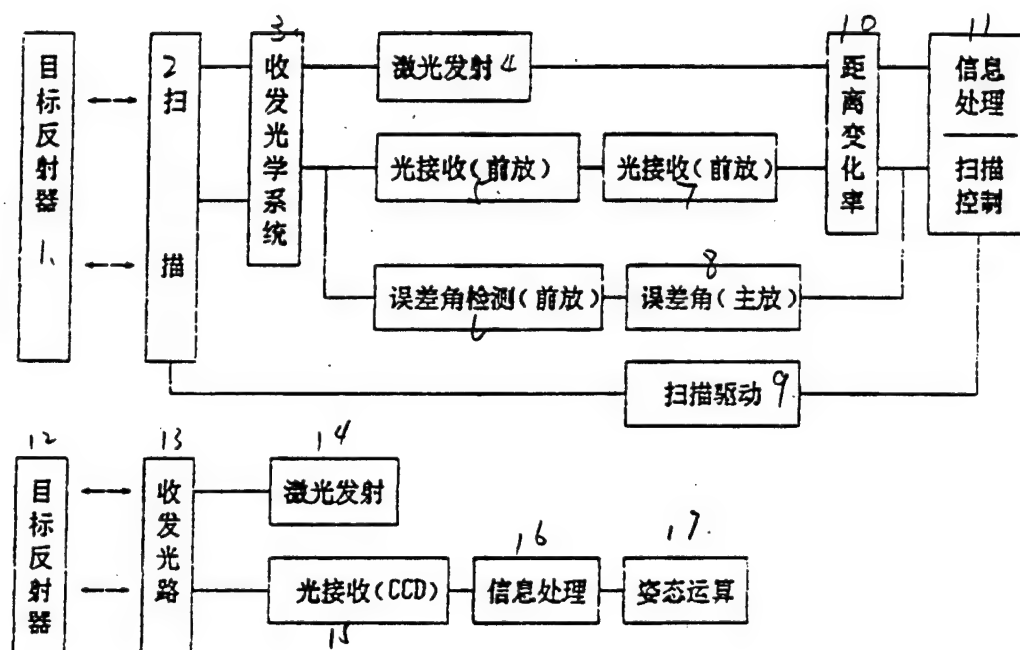 目标反射器 1、
2 扫描
3.
收发光学系统
激光发射 4
光接收(前放)
5
光接收(前放)
7
误差角检测(前放)
6
8
误差角(主放)
扫描驱动 9
10
距离变化率
11
信息处理
扫描控制
12
目标反射器
13
收发光路
14
激光发射
光接收(CCD)
15
16
信息处理
17.
姿态运算